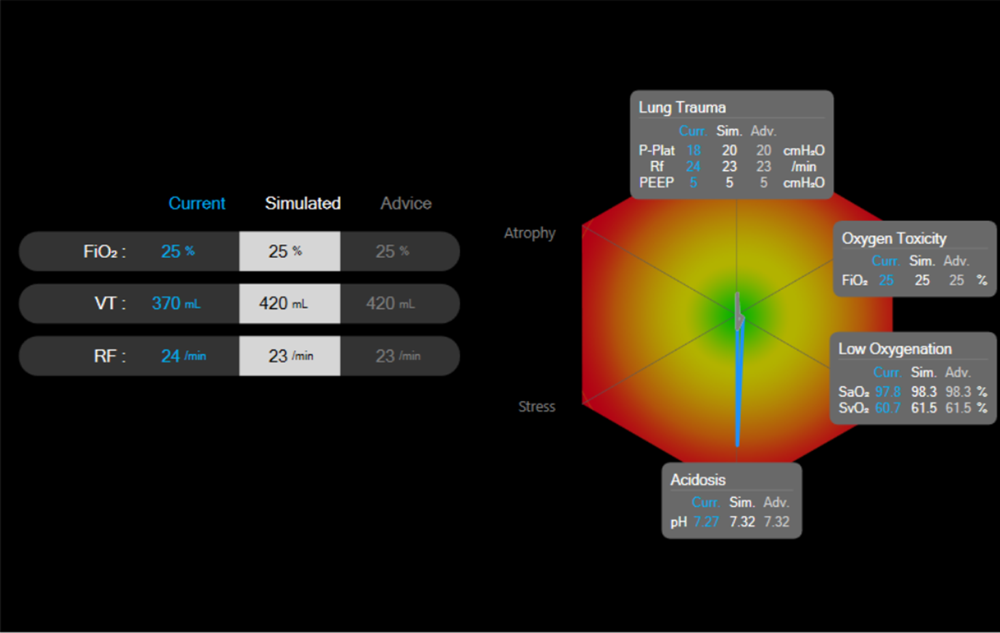 Current Simulated Advice
FiO₂ : 25 % 25 % 25 %
VT : 370 mL 420 mL 420 mL
RF : 24 /min 23 /min 23 /min
Lung Trauma
Curr. Sim. Adv.
P-Plat 18 20 20 cmH₂O
Rf 24 23 23 /min
PEEP 5 5 5 cmH₂O
Atrophy
Oxygen Toxicity
Curr. Sim. Adv.
FiO₂ 25 25 25 %
Low Oxygenation
Curr. Sim. Adv.
SaO₂ 97.8 98.3 98.3 %
SvO₂ 60.7 61.5 61.5 %
Stress
Acidosis
Curr. Sim. Adv.
pH 7.27 7.32 7.32